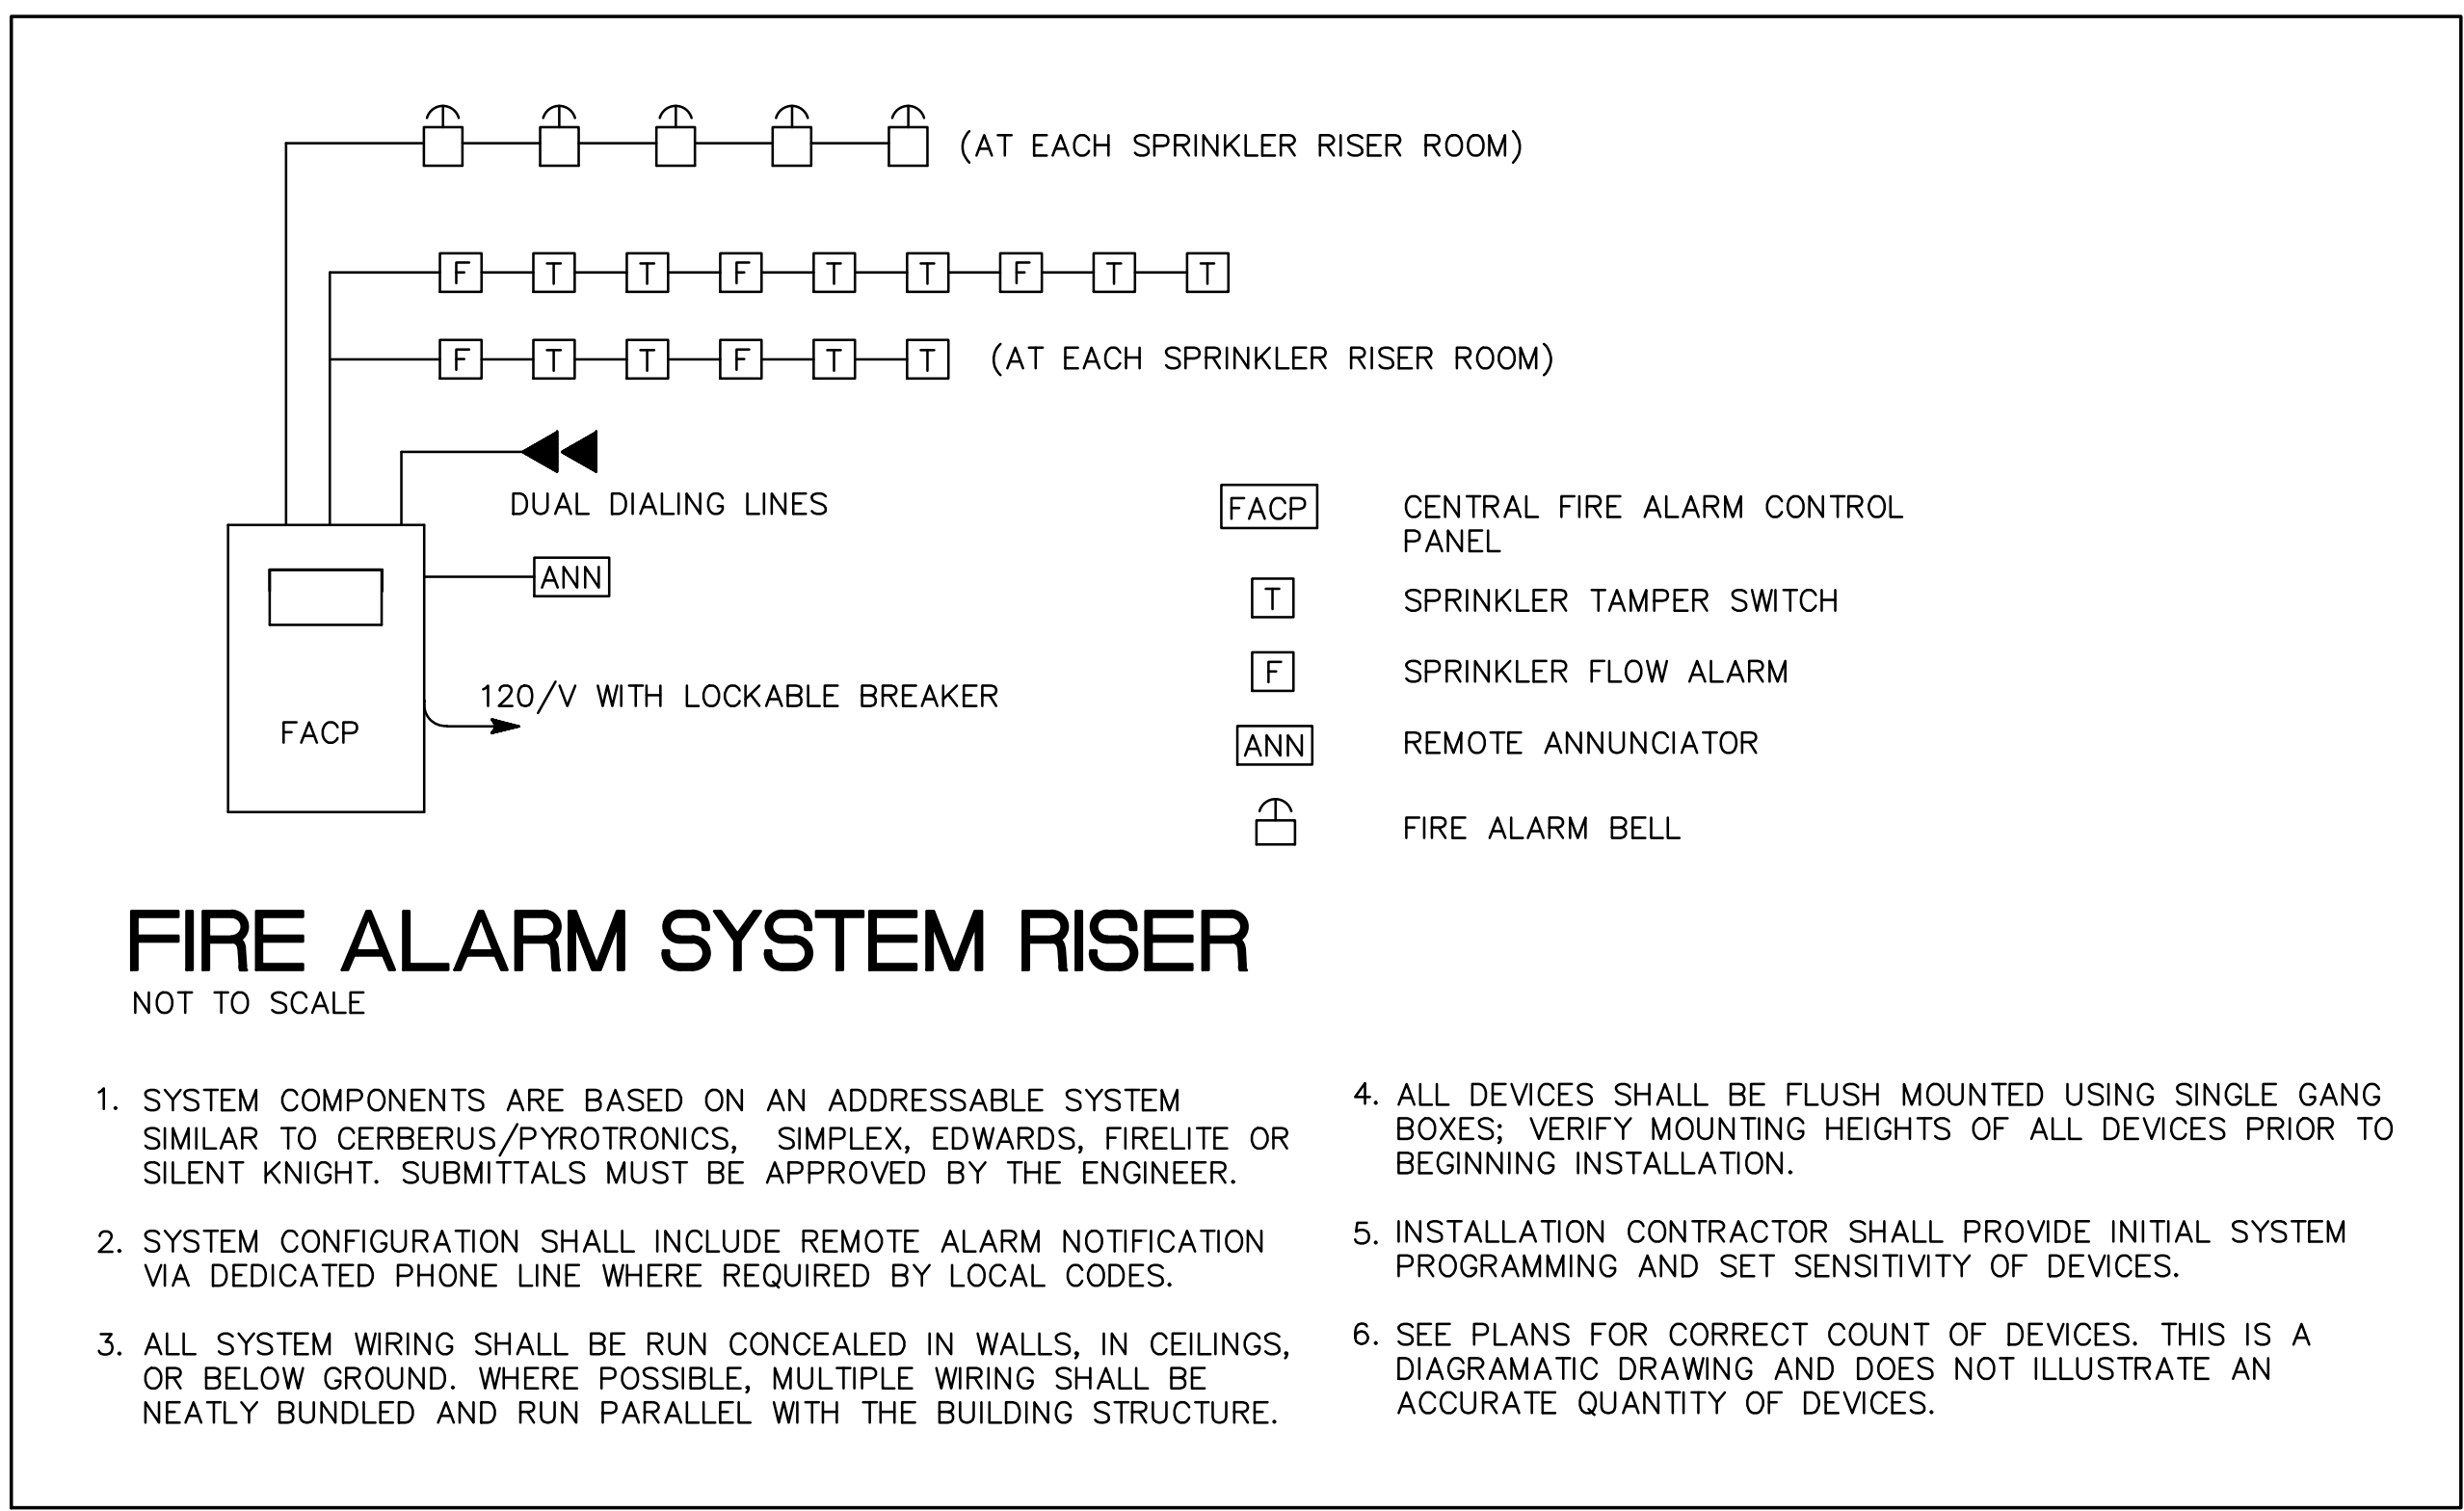 (AT EACH SPRINKLER RISER ROOM)
F T T F T T F T T
F T T F T T (AT EACH SPRINKLER RISER ROOM)
DUAL DIALING LINES
ANN
120/V WITH LOCKABLE BREAKER
FACP
FACP CENTRAL FIRE ALARM CONTROL
PANEL
T SPRINKLER TAMPER SWITCH
F SPRINKLER FLOW ALARM
ANN REMOTE ANNUNCIATOR
FIRE ALARM BELL
FIRE ALARM SYSTEM RISER
NOT TO SCALE
1. SYSTEM COMPONENTS ARE BASED ON AN ADDRESSABLE SYSTEM
SIMILAR TO CERBERUS/PYROTRONICS, SIMPLEX, EDWARDS, FIRELITE OR
SILENT KNIGHT. SUBMITTALS MUST BE APPROVED BY THE ENGINEER.
2. SYSTEM CONFIGURATION SHALL INCLUDE REMOTE ALARM NOTIFICATION
VIA DEDICATED PHONE LINE WHERE REQUIRED BY LOCAL CODES.
3. ALL SYSTEM WIRING SHALL BE RUN CONCEALED IN WALLS, IN CEILINGS,
OR BELOW GROUND. WHERE POSSIBLE, MULTIPLE WIRING SHALL BE
NEATLY BUNDLED AND RUN PARALLEL WITH THE BUILDING STRUCTURE.
4. ALL DEVICES SHALL BE FLUSH MOUNTED USING SINGLE GANG
BOXES; VERIFY MOUNTING HEIGHTS OF ALL DEVICES PRIOR TO
BEGINNING INSTALLATION.
5. INSTALLATION CONTRACTOR SHALL PROVIDE INITIAL SYSTEM
PROGRAMMING AND SET SENSITIVITY OF DEVICES.
6. SEE PLANS FOR CORRECT COUNT OF DEVICES. THIS IS A
DIAGRAMATIC DRAWING AND DOES NOT ILLUSTRATE AN
ACCURATE QUANTITY OF DEVICES.